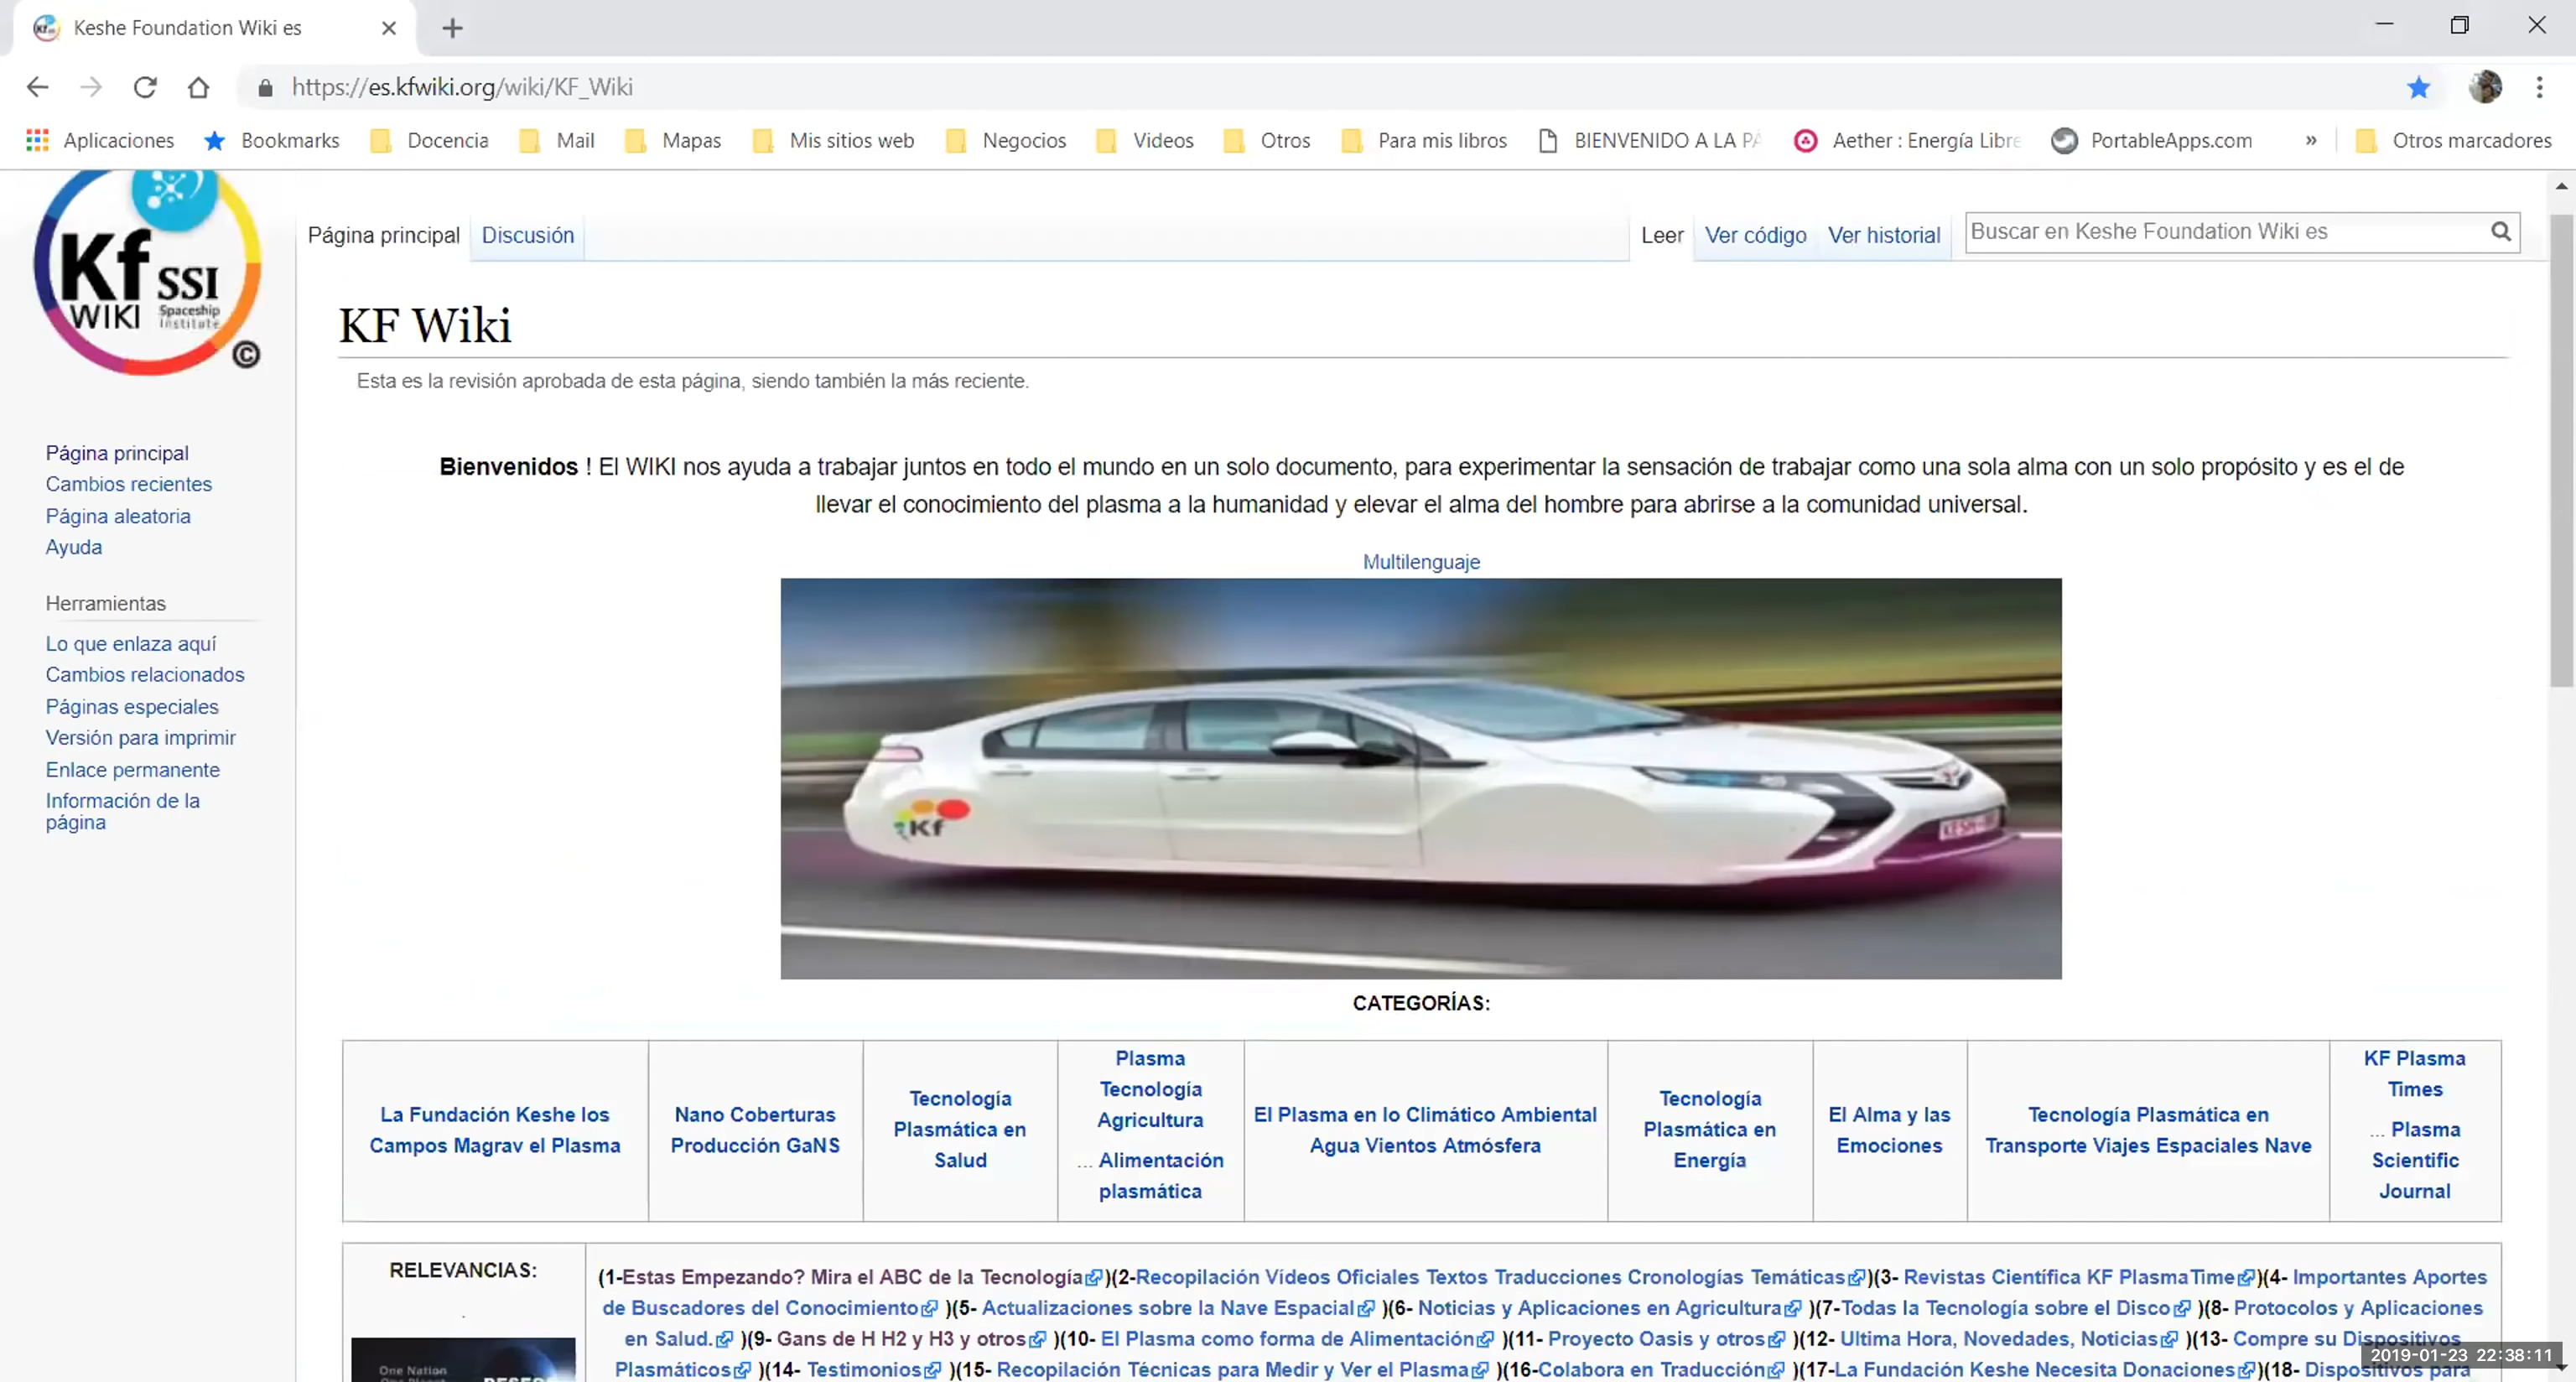 Keshe Foundation Wiki es
https://es.kfwiki.org/wiki/KF_Wiki
Aplicaciones Bookmarks Docencia Mail Mapas Mis sitios web Negocios Videos Otros Para mis libros BIENVENIDO A LA PÁ Aether : Energía Libre PortableApps.com » Otros marcadores
Kf SSI
WIKI Spaceship
Institute
©
Página principal Discusión Leer Ver código Ver historial Buscar en Keshe Foundation Wiki es
KF Wiki
Esta es la revisión aprobada de esta página, siendo también la más reciente.
Página principal
Cambios recientes
Página aleatoria
Ayuda
Herramientas
Lo que enlaza aquí
Cambios relacionados
Páginas especiales
Versión para imprimir
Enlace permanente
Información de la
página
Bienvenidos ! El WIKI nos ayuda a trabajar juntos en todo el mundo en un solo documento, para experimentar la sensación de trabajar como una sola alma con un solo propósito y es el de
llevar el conocimiento del plasma a la humanidad y elevar el alma del hombre para abrirse a la comunidad universal.
Multilenguaje
Kf
CATEGORÍAS:
La Fundación Keshe los
Campos Magrav el Plasma
Nano Coberturas
Producción GaNS
Tecnología
Plasmática en
Salud
Plasma
Tecnología
Agricultura
... Alimentación
plasmática
El Plasma en lo Climático Ambiental
Agua Vientos Atmósfera
Tecnología
Plasmática en
Energía
El Alma y las
Emociones
Tecnología Plasmática en
Transporte Viajes Espaciales Nave
KF Plasma
Times
... Plasma
Scientific
Journal
RELEVANCIAS:
.
One Nation
(1-Estas Empezando? Mira el ABC de la Tecnología)(2-Recopilación Vídeos Oficiales Textos Traducciones Cronologías Temáticas)(3- Revistas Científica KF PlasmaTime)(4- Importantes Aportes
de Buscadores del Conocimiento )(5- Actualizaciones sobre la Nave Espacial )(6- Noticias y Aplicaciones en Agricultura )(7-Todas la Tecnología sobre el Disco )(8- Protocolos y Aplicaciones
en Salud. )(9- Gans de H H2 y H3 y otros )(10- El Plasma como forma de Alimentación )(11- Proyecto Oasis y otros )(12- Ultima Hora, Novedades, Noticias )(13- Compre su Dispositivos
Plasmáticos )(14- Testimonios )(15- Recopilación Técnicas para Medir y Ver el Plasma )(16-Colabora en Traducción )(17-La Fundación Keshe Necesita Donaciones )(18- Dispositivos para
2019-01-23 22:38:11